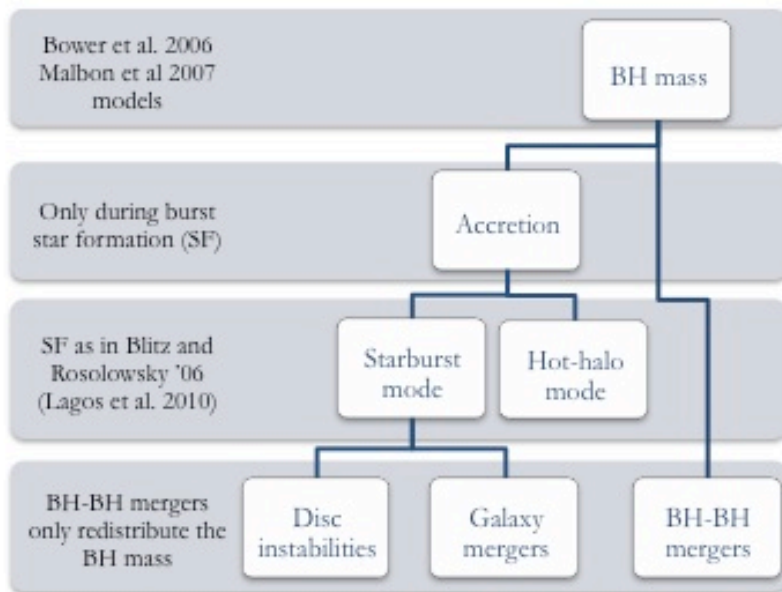 Bower et al. 2006
Malbon et al 2007
models
BH mass
Only during burst
star formation (SF)
Accretion
SF as in Blitz and
Rosolowsky '06
(Lagos et al. 2010)
Starburst
mode
Hot-halo
mode
BH-BH mergers
only redistribute the
BH mass
Disc
instabilities
Galaxy
mergers
BH-BH
mergers